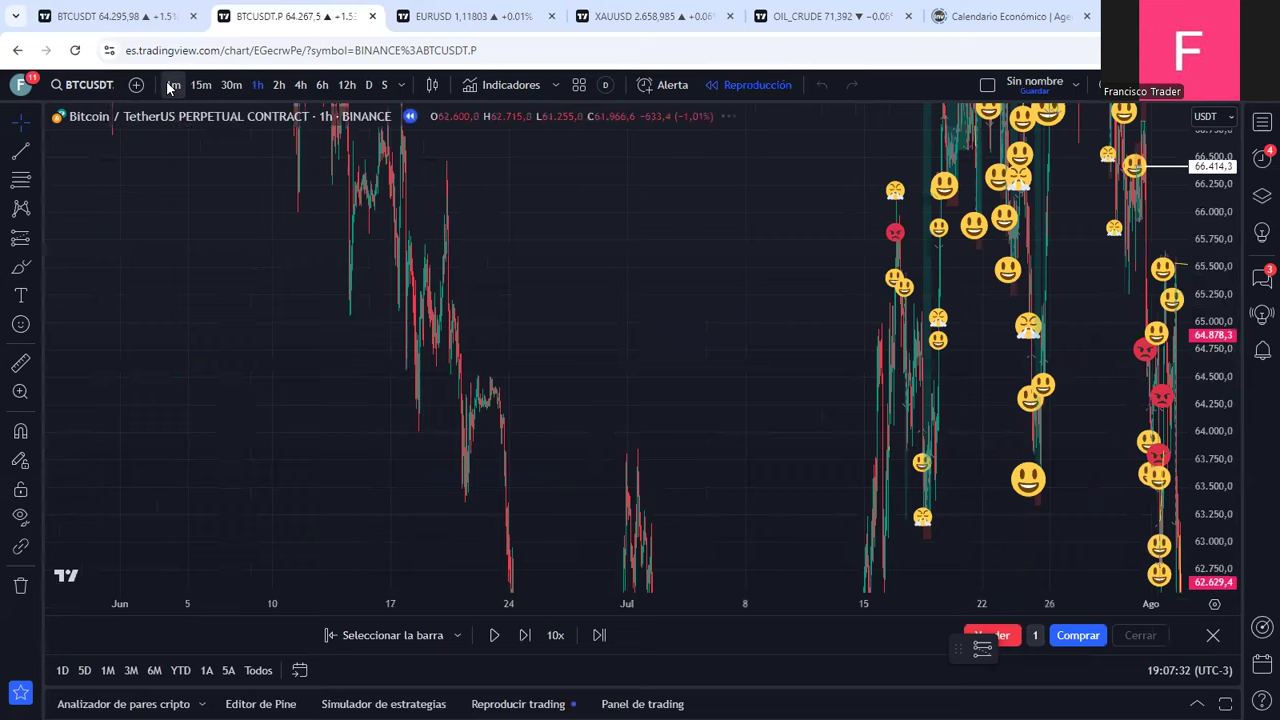 BTCUSDT 64.295,98 ▲ +1.51
BTCUSDT.P 64.267,5 ▲ +1.5
EURUSD 1,11803 ▲ +0.01%
XAUUSD 2.658,985 ▲ +0.06
OIL_CRUDE 71,392 ▼ −0.06
Calendario Económico | Age
es.tradingview.com/chart/EGecrwPe/?symbol=BINANCE%3ABTCUSDT.P
F
Francisco Trader
F
11
BTCUSDT.
15m
30m
1h
2h
4h
6h
12h
D
S
Indicadores
D
Alerta
Reproducción
Sin nombre
Guardar
Bitcoin / TetherUS PERPETUAL CONTRACT · 1h · BINANCE
O62.600,0 H62.715,0 L61.255,0 C61.966,6 −633,4 (−1,01%)
USDT
66.500,0
66.414,3
66.250,0
66.000,0
65.750,0
65.500,0
65.250,0
65.000,0
64.878,3
64.750,0
64.500,0
64.250,0
64.000,0
63.750,0
63.500,0
63.250,0
63.000,0
62.750,0
62.629,4
4
3
Jun
5
10
17
24
Jul
8
15
22
26
Ago
Seleccionar la barra
10x
1
Comprar
Cerrar
1D
5D
1M
3M
6M
YTD
1A
5A
Todos
19:07:32 (UTC-3)
Analizador de pares cripto
Editor de Pine
Simulador de estrategias
Reproducir trading
Panel de trading